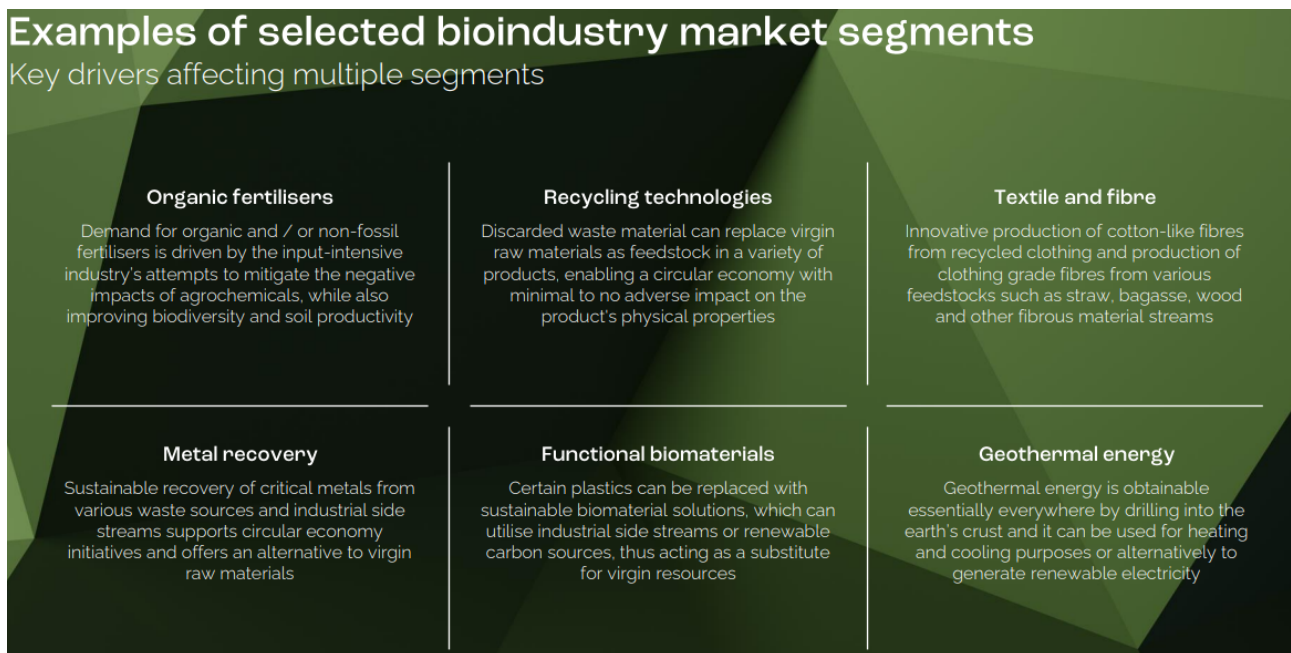 Examples of selected bioindustry market segments
Key drivers affecting multiple segments
Organic fertilisers
Demand for organic and / or non-fossil
fertilisers is driven by the input-intensive
industry's attempts to mitigate the negative
impacts of agrochemicals, while also
improving biodiversity and soil productivity
Recycling technologies
Discarded waste material can replace virgin
raw materials as feedstock in a variety of
products, enabling a circular economy with
minimal to no adverse impact on the
product's physical properties
Textile and fibre
Innovative production of cotton-like fibres
from recycled clothing and production of
clothing grade fibres from various
feedstocks such as straw, bagasse, wood
and other fibrous material streams
Metal recovery
Sustainable recovery of critical metals from
various waste sources and industrial side
streams supports circular economy
initiatives and offers an alternative to virgin
raw materials
Functional biomaterials
Certain plastics can be replaced with
sustainable biomaterial solutions, which can
utilise industrial side streams or renewable
carbon sources, thus acting as a substitute
for virgin resources
Geothermal energy
Geothermal energy is obtainable
essentially everywhere by drilling into the
earth's crust and it can be used for heating
and cooling purposes or alternatively to
generate renewable electricity